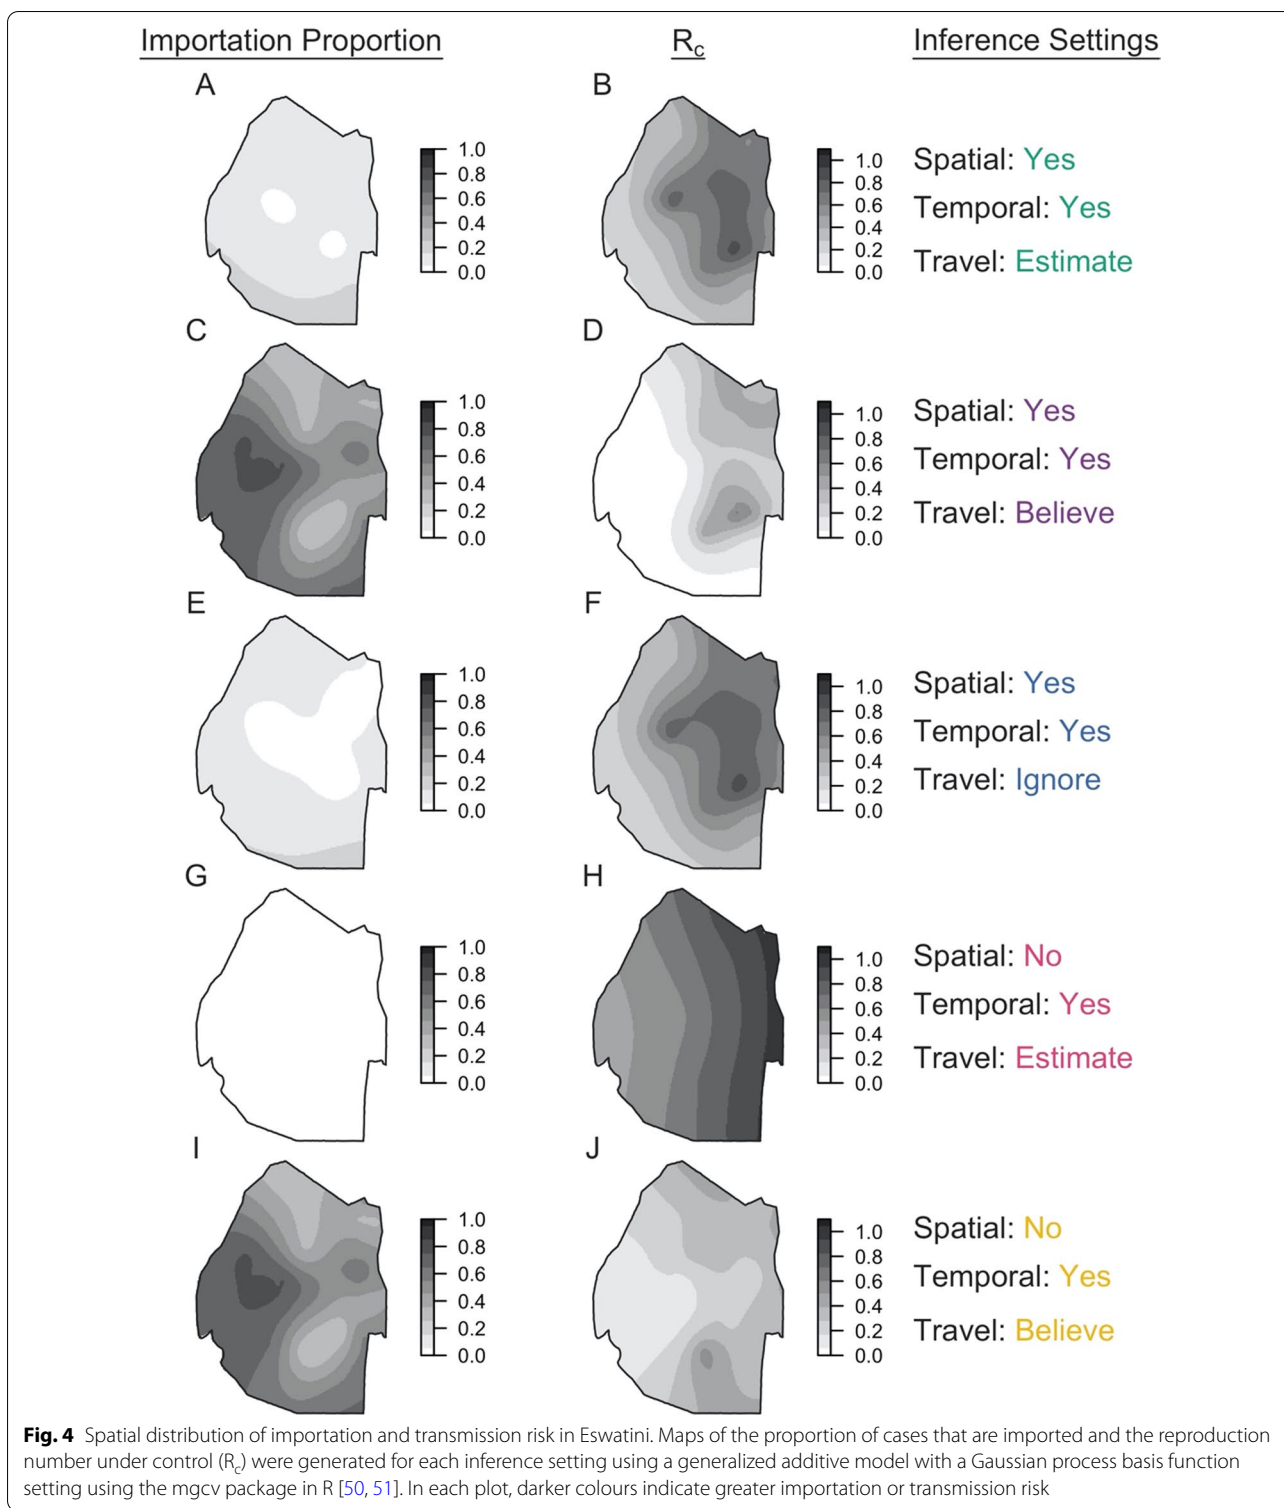 Importation Proportion
R_c
Inference Settings
A
1.0
0.8
0.6
0.4
0.2
0.0
B
1.0
0.8
0.6
0.4
0.2
0.0
Spatial: Yes
Temporal: Yes
Travel: Estimate
C
1.0
0.8
0.6
0.4
0.2
0.0
D
1.0
0.8
0.6
0.4
0.2
0.0
Spatial: Yes
Temporal: Yes
Travel: Believe
E
1.0
0.8
0.6
0.4
0.2
0.0
F
1.0
0.8
0.6
0.4
0.2
0.0
Spatial: Yes
Temporal: Yes
Travel: Ignore
G
1.0
0.8
0.6
0.4
0.2
0.0
H
1.0
0.8
0.6
0.4
0.2
0.0
Spatial: No
Temporal: Yes
Travel: Estimate
I
1.0
0.8
0.6
0.4
0.2
0.0
J
1.0
0.8
0.6
0.4
0.2
0.0
Spatial: No
Temporal: Yes
Travel: Believe
Fig. 4 Spatial distribution of importation and transmission risk in Eswatini. Maps of the proportion of cases that are imported and the reproduction
number under control (R_c) were generated for each inference setting using a generalized additive model with a Gaussian process basis function
setting using the mgcv package in R [50, 51]. In each plot, darker colours indicate greater importation or transmission risk